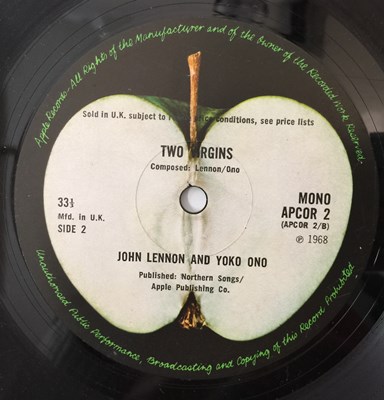 Apple Records-All Rights of the Manufacturer and of the Owner of the Recorded Work Reserved.
Sold in U.K. subject to r    ce conditions, see price lists
TWO    IRGINS
Composed: Lennon/Ono
33⅓
Mfd. in U.K.
SIDE 2
MONO
APCOR 2
(APCOR 2/B)
℗ 1968
JOHN LENNON AND YOKO ONO
Published: Northern Songs/
Apple Publishing Co.
Unauthorised Public Performance, Broadcasting and Copying of this Record Prohibited